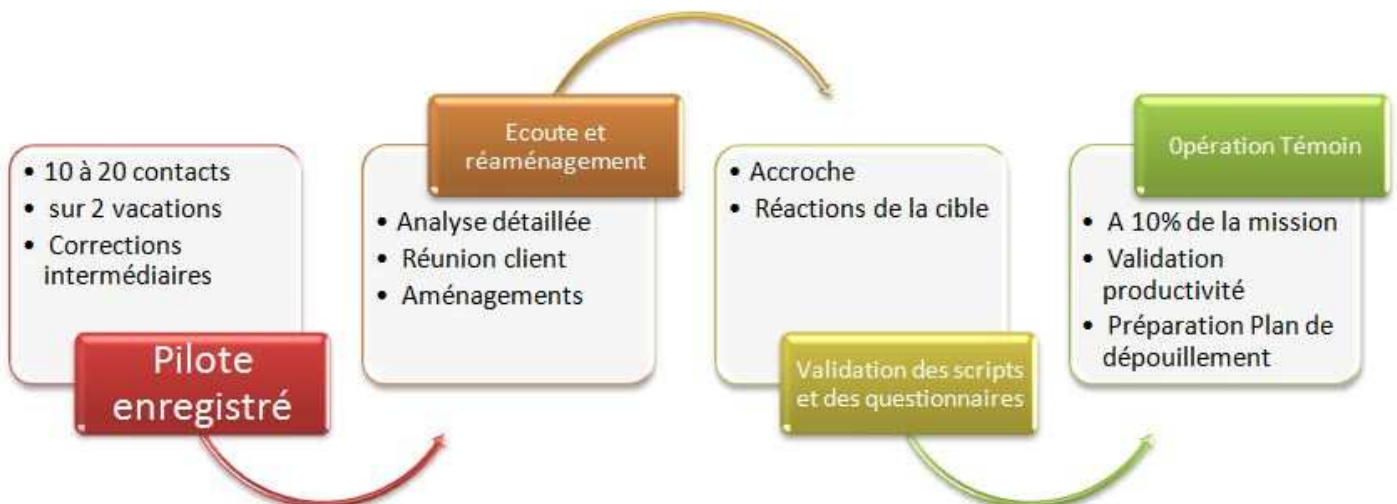 • 10 à 20 contacts
• sur 2 vacations
• Corrections
intermédiaires
Pilote
enregistré
Ecoute et
réaménagement
• Analyse détaillée
• Réunion client
• Aménagements
• Accroche
• Réactions de la cible
Validation des scripts
et des questionnaires
Opération Témoin
• A 10% de la mission
• Validation
productivité
• Préparation Plan de
dépouillement